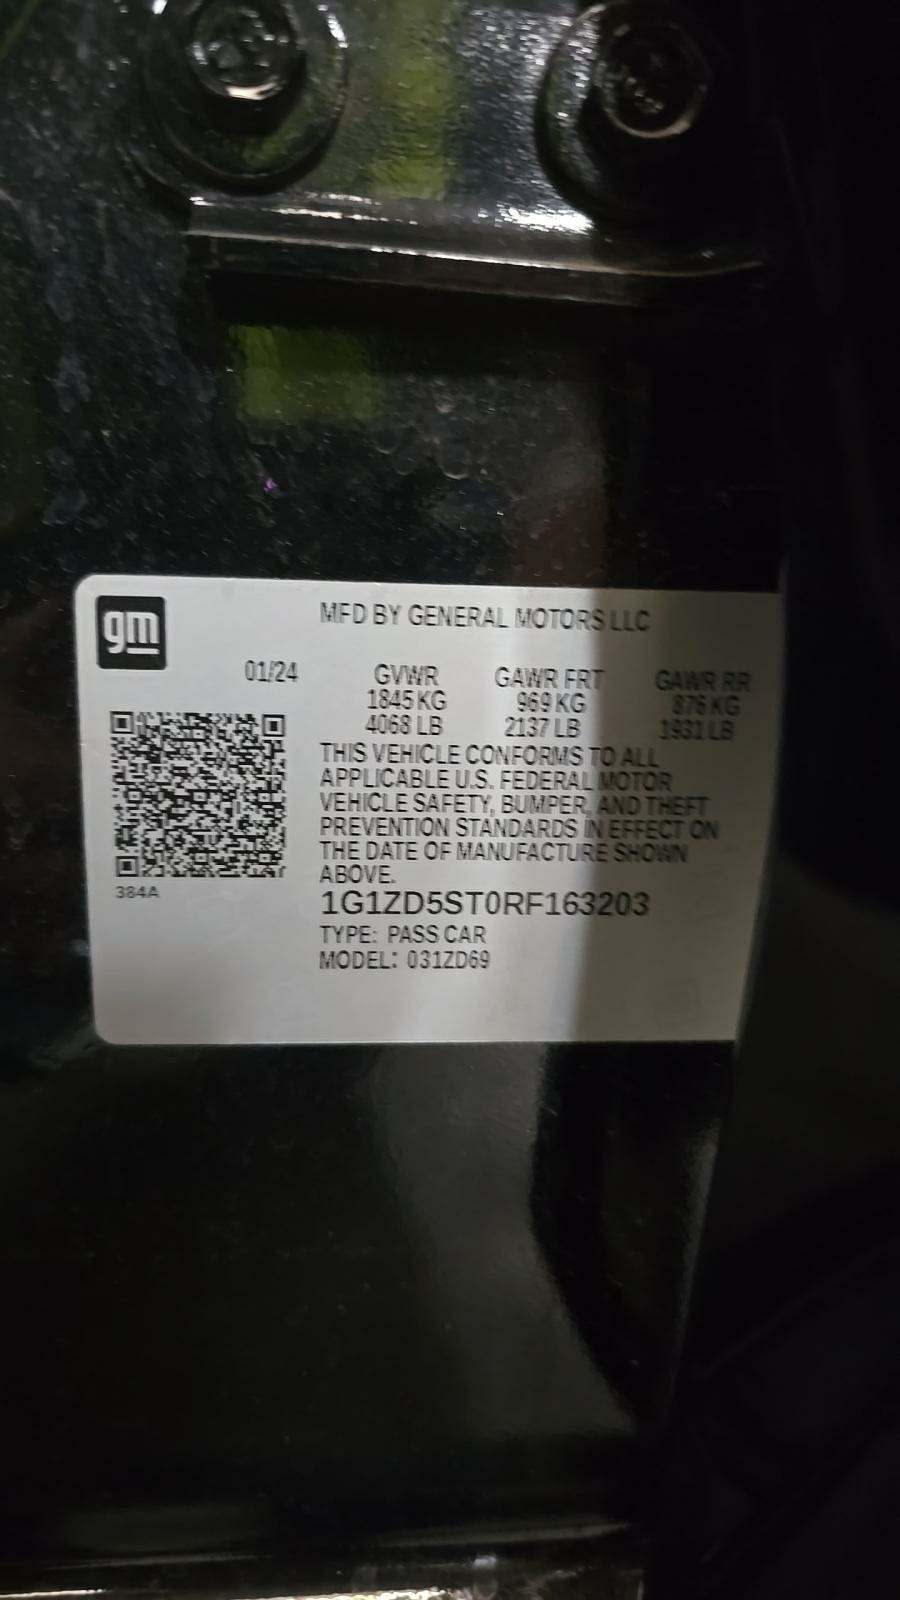 gm
MFD BY GENERAL MOTORS LLC
01/24 GVWR GAWR FRT GAWR RR
1845 KG 969 KG 876 KG
4068 LB 2137 LB 1931 LB
THIS VEHICLE CONFORMS TO ALL
APPLICABLE U.S. FEDERAL MOTOR
VEHICLE SAFETY, BUMPER, AND THEFT
PREVENTION STANDARDS IN EFFECT ON
THE DATE OF MANUFACTURE SHOWN
ABOVE.
384A
1G1ZD5ST0RF163203
TYPE: PASS CAR
MODEL: 031ZD69